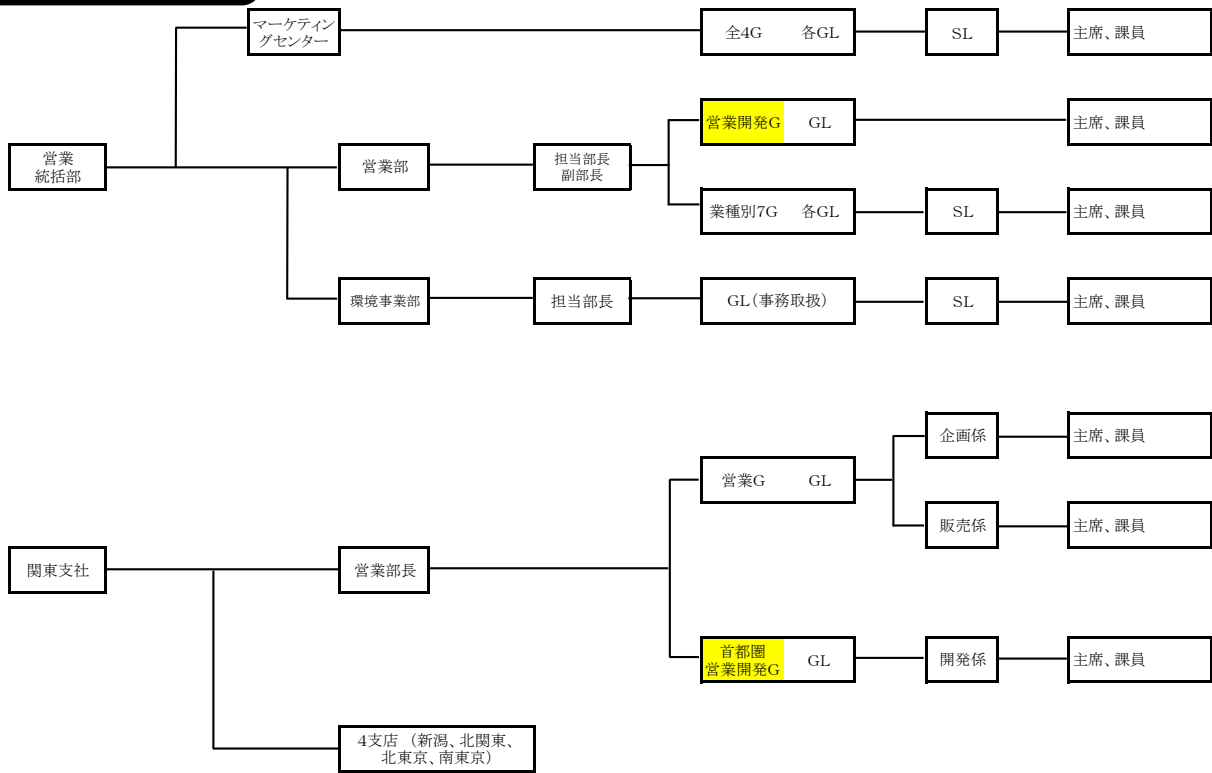 マーケティン
グセンター
全4G 各GL
SL
主席、課員
営業開発G GL
主席、課員
営業
統括部
営業部
担当部長
副部長
業種別7G 各GL
SL
主席、課員
環境事業部
担当部長
GL(事務取扱)
SL
主席、課員
企画係
主席、課員
営業G GL
販売係
主席、課員
関東支社
営業部長
首都圏
営業開発G GL
開発係
主席、課員
4支店 (新潟、北関東、
北東京、南東京)